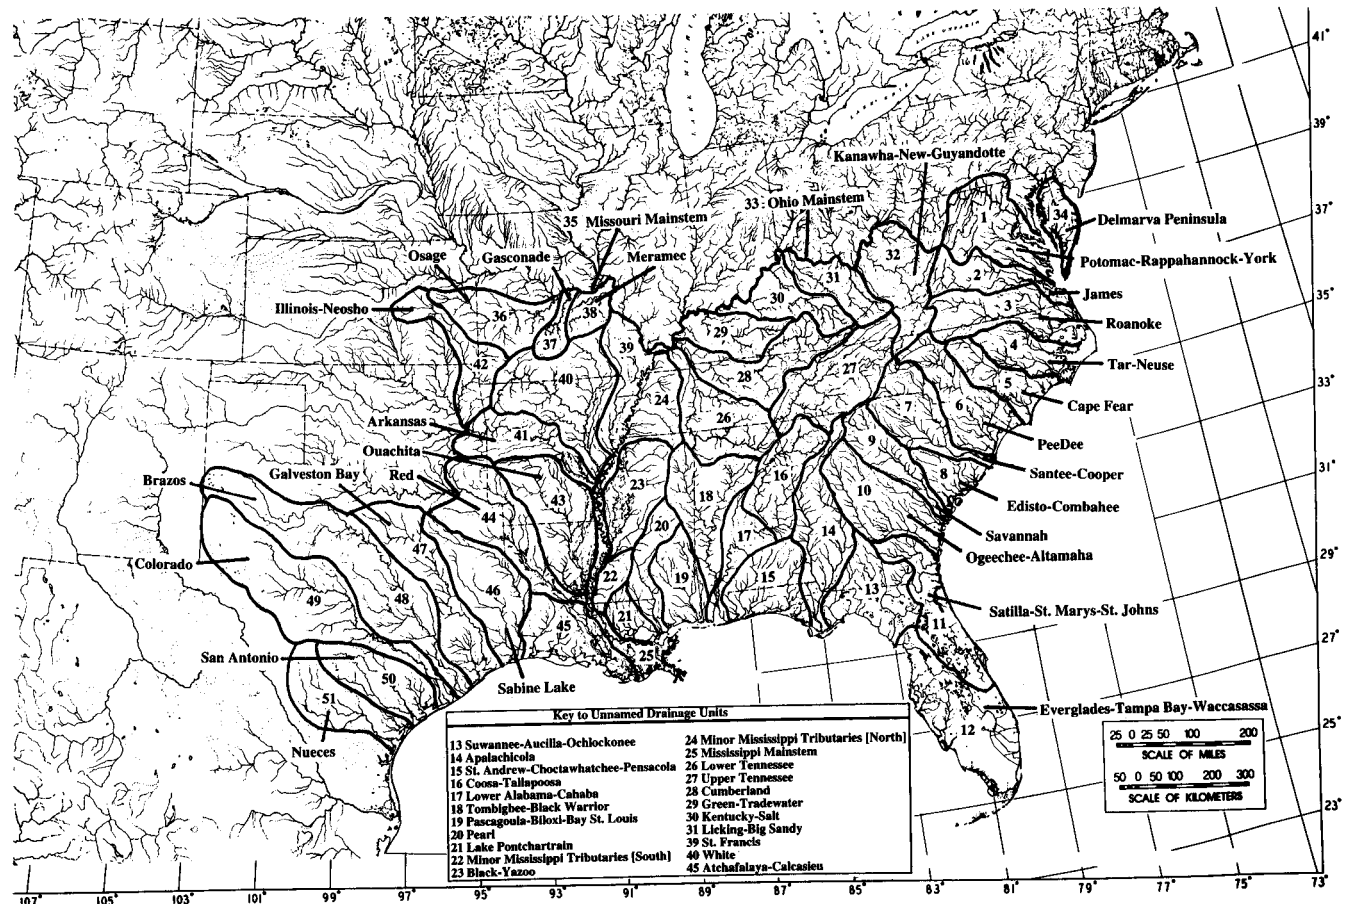 41°
39°
Kanawha-New-Guyandotte
37°
33 Ohio Mainstem
35 Missouri Mainstem
1
34
Delmarva Peninsula
Osage
Gasconade
Meramec
32
Potomac-Rappahannock-York
2
31
30
James
35°
Illinois-Neosho
36
38
3
Roanoke
29
37
39
4
3
Tar-Neuse
42
40
28
27
33°
5
24
Cape Fear
7
6
26
Arkansas
41
9
PeeDee
Ouachita
Galveston Bay
Red
16
8
Santee-Cooper
31°
Brazos
43
23
18
10
Edisto-Combahee
44
20
17
14
Savannah
47
Ogeechee-Altamaha
29°
Colorado
22
19
15
13
49
48
46
Satilla-St. Marys-St. Johns
45
21
11
27°
San Antonio
25
50
Sabine Lake
51
Everglades-Tampa Bay-Waccasassa
12
25°
Nueces
Key to Unnamed Drainage Units
13 Suwannee-Aucilla-Ochlockonee
14 Apalachicola
15 St. Andrew-Choctawhatchee-Pensacola
16 Coosa-Tallapoosa
17 Lower Alabama-Cahaba
18 Tombigbee-Black Warrior
19 Pascagoula-Biloxi-Bay St. Louis
20 Pearl
21 Lake Pontchartrain
22 Minor Mississippi Tributaries [South]
23 Black-Yazoo
24 Minor Mississippi Tributaries [North]
25 Mississippi Mainstem
26 Lower Tennessee
27 Upper Tennessee
28 Cumberland
29 Green-Tradewater
30 Kentucky-Salt
31 Licking-Big Sandy
39 St. Francis
40 White
45 Atchafalaya-Calcasieu
25 0 25 50 100 200
SCALE OF MILES
50 0 50 100 200 300
SCALE OF KILOMETERS
23°
107° 105° 103° 101° 99° 97° 95° 93° 91° 89° 87° 85° 83° 81° 79° 77° 75° 73°